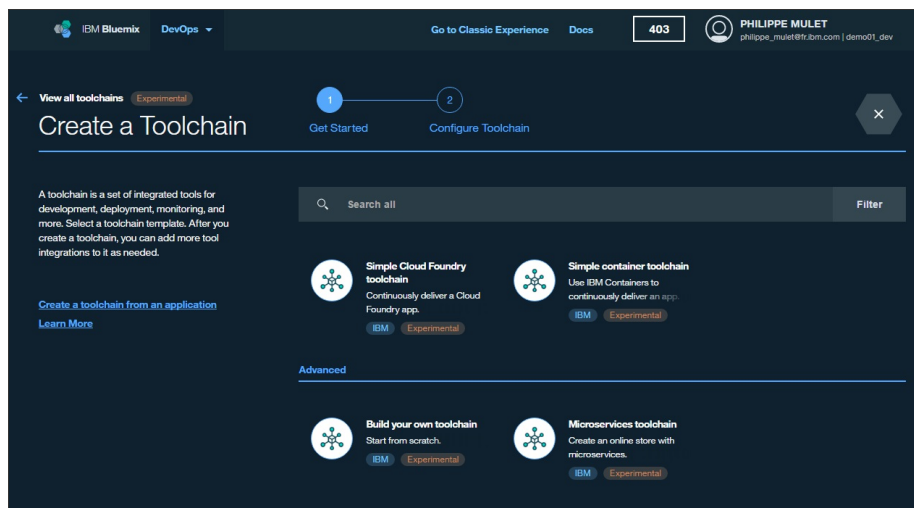 IBM Bluemix DevOps Go to Classic Experience Docs 403 PHILIPPE MULET
philippe_mulet@fr.ibm.com | demo01_dev
View all toolchains Experimental
Create a Toolchain
1 2
Get Started Configure Toolchain
A toolchain is a set of integrated tools for
development, deployment, monitoring, and
more. Select a toolchain template. After you
create a toolchain, you can add more tool
integrations to it as needed.
Create a toolchain from an application
Learn More
Search all Filter
Simple Cloud Foundry
toolchain
Continuously deliver a Cloud
Foundry app.
IBM Experimental
Simple container toolchain
Use IBM Containers to
continuously deliver an app.
IBM Experimental
Advanced
Build your own toolchain
Start from scratch.
IBM Experimental
Microservices toolchain
Create an online store with
microservices.
IBM Experimental